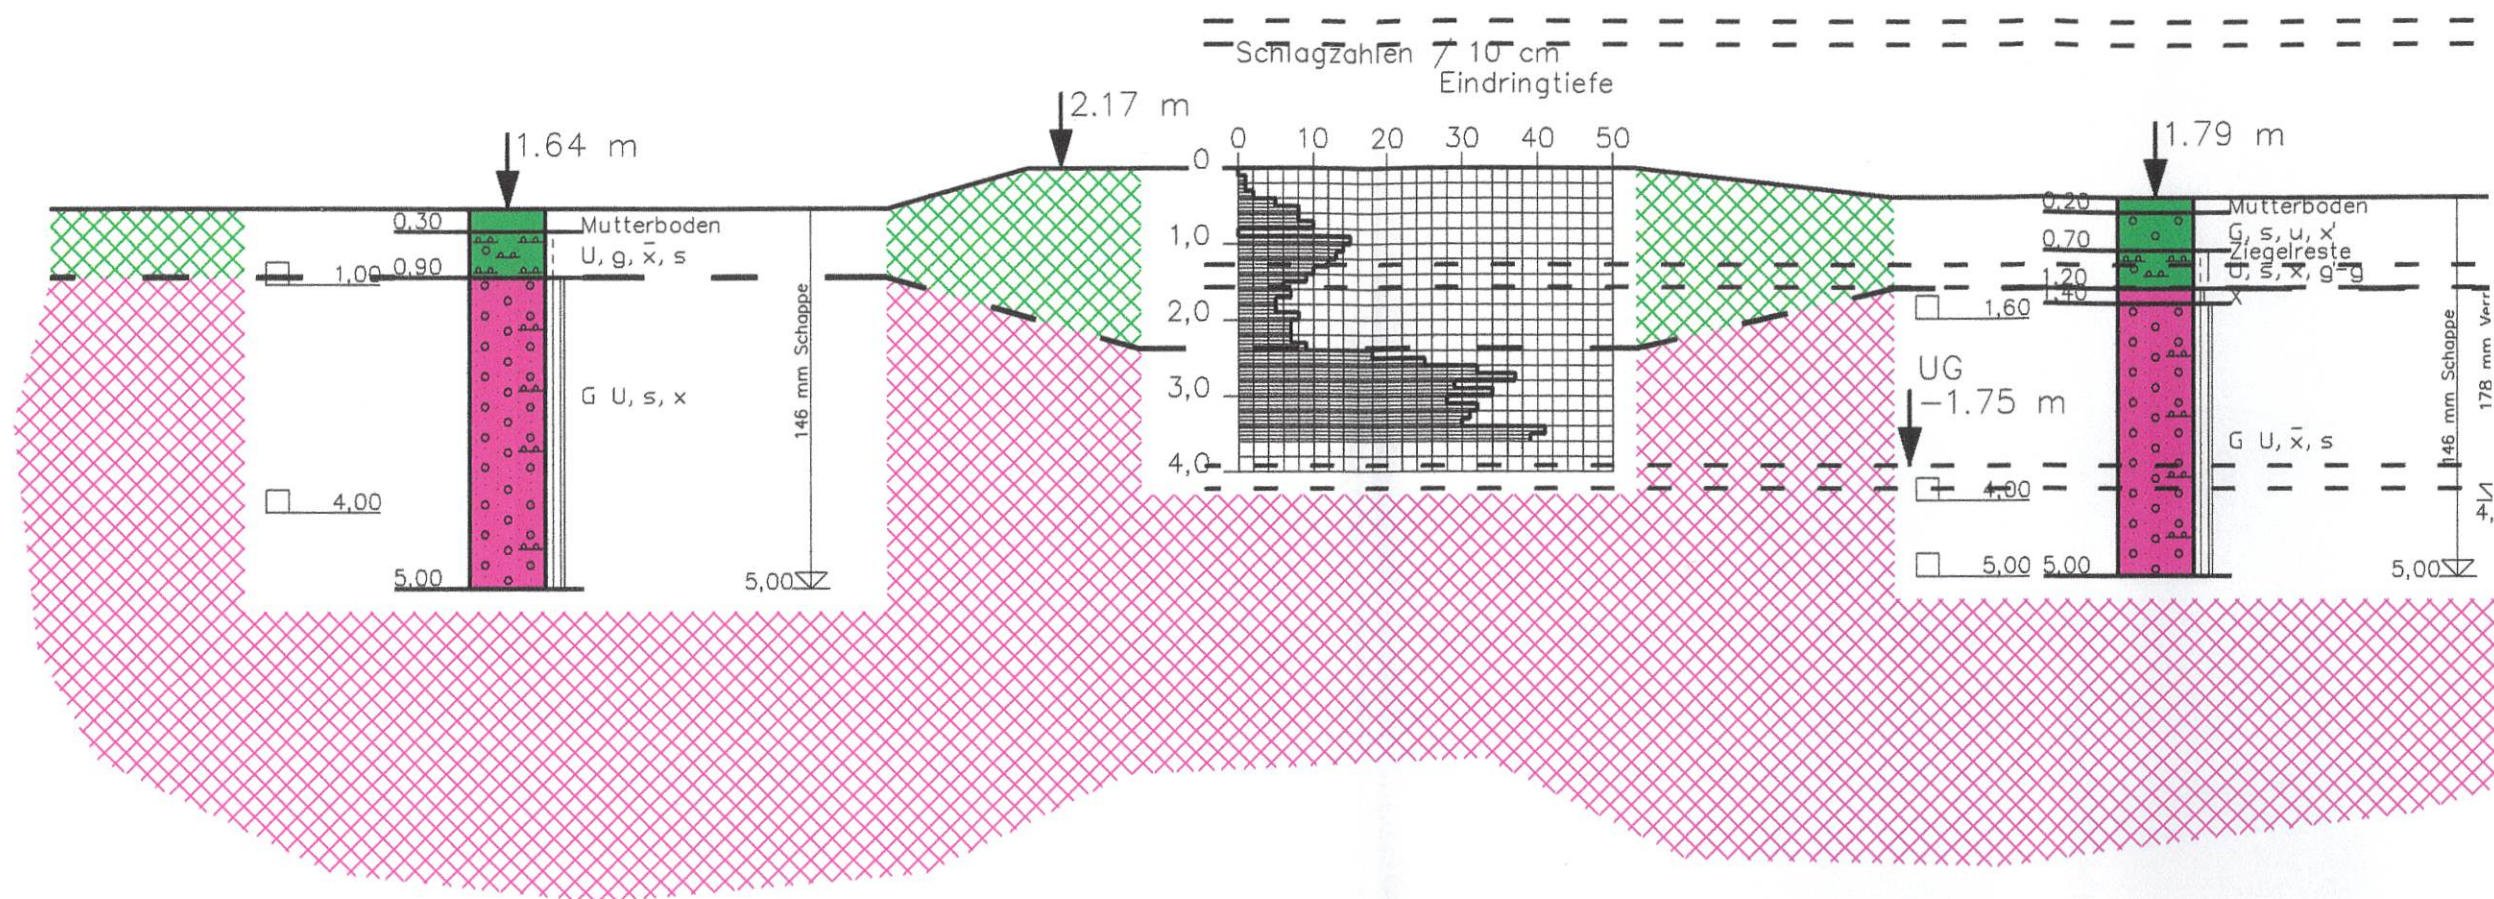 Schlagzahlen / 10 cm
Eindringtiefe
2.17 m
1.64 m
1.79 m
0 10 20 30 40 50
0
1,0
2,0
3,0
4,0
0,30
Mutterboden
U, g, x̄, s
1,00
0,90
G U, s, x
146 mm Schappe
4,00
5,00
5,00
0,20
Mutterboden
G, s, u, x'
0,70
Ziegelreste
U, s̄, x̄, g'-g
1,20
1,40
x
1,60
UG
-1.75 m
G U, x̄, s
4,00
5,00
5,00
146 mm Schappe
5,00
178 mm Verr
4,